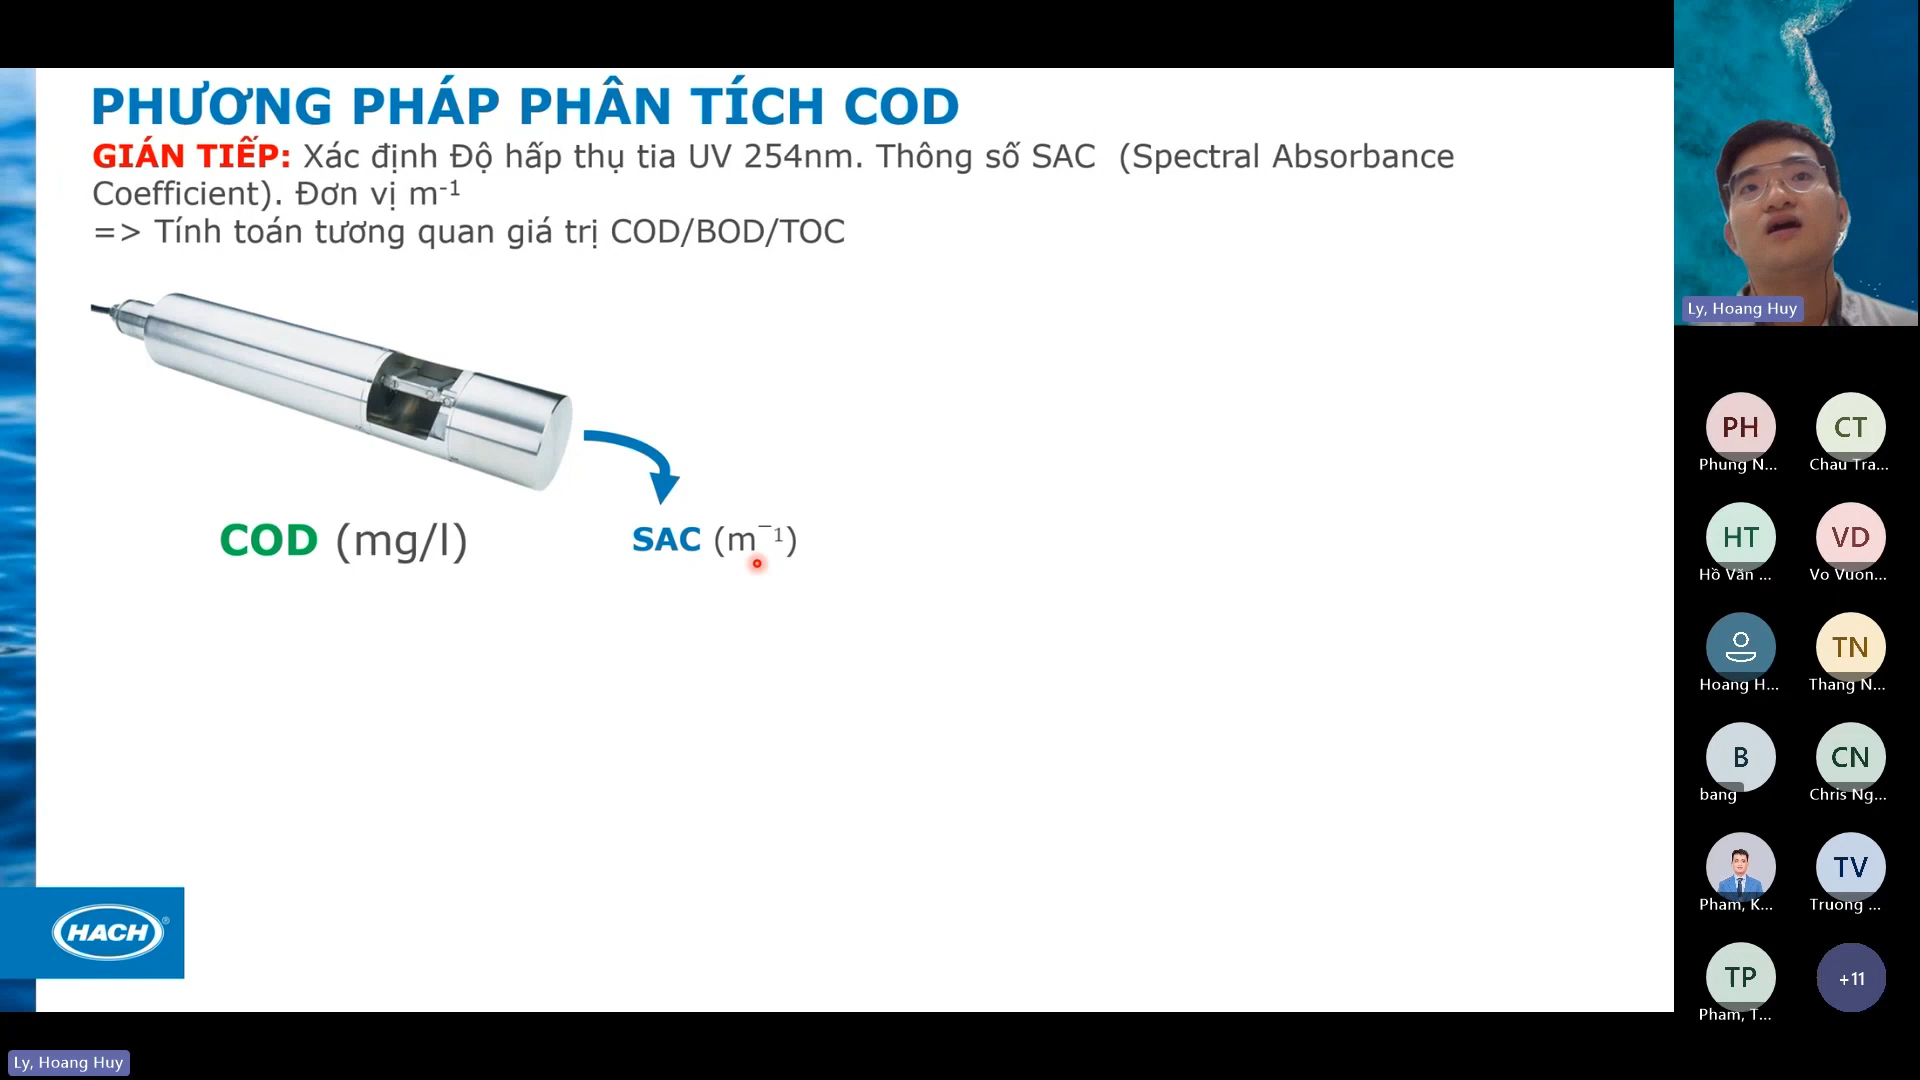 PHƯƠNG PHÁP PHÂN TÍCH COD
GIÁN TIẾP: Xác định Độ hấp thụ tia UV 254nm. Thông số SAC (Spectral Absorbance
Coefficient). Đơn vị m-1
=> Tính toán tương quan giá trị COD/BOD/TOC
COD (mg/l)
SAC (m⁻¹)
HACH®
Ly, Hoang Huy
Ly, Hoang Huy
PH
CT
Phung N...
Chau Tra...
HT
VD
Hồ Văn ...
Vo Vuon...
TN
Hoang H...
Thang N...
B
CN
bang
Chris Ng...
TV
Pham, K...
Truong ...
TP
+11
Pham, T...